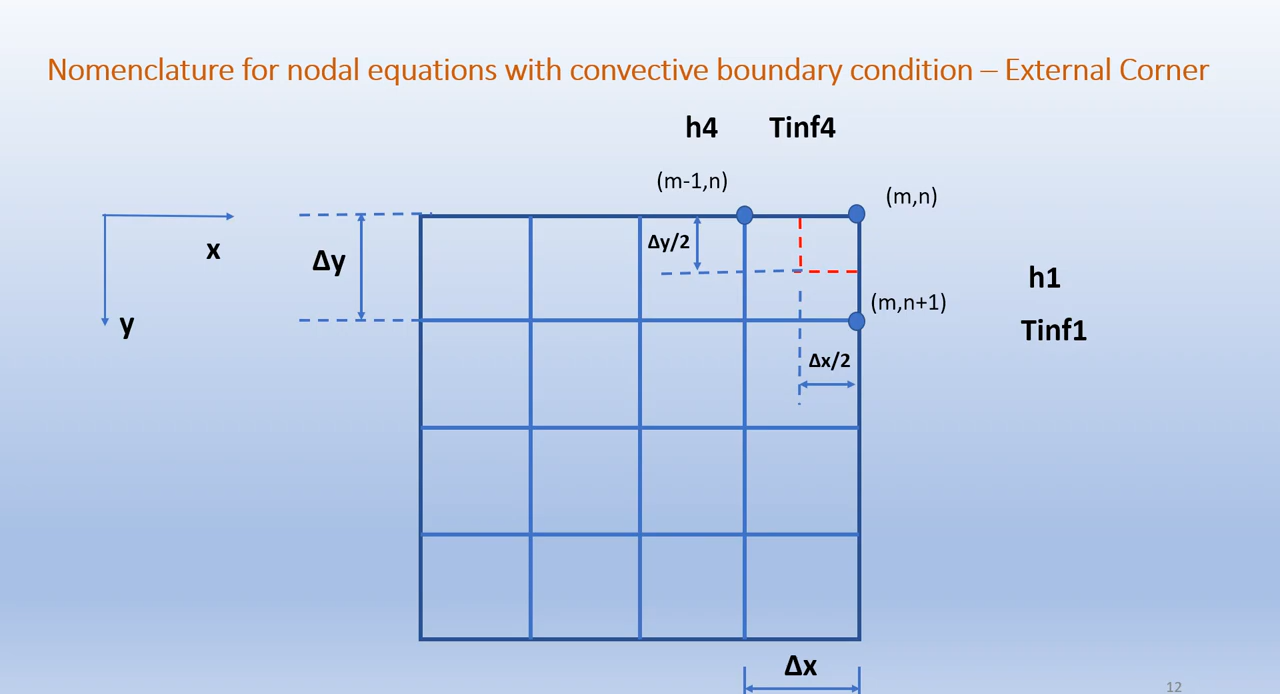 Nomenclature for nodal equations with convective boundary condition – External Corner
h4 Tinf4
(m-1,n)
(m,n)
Δy/2
x
Δy
h1
(m,n+1)
y
Tinf1
Δx/2
Δx
12